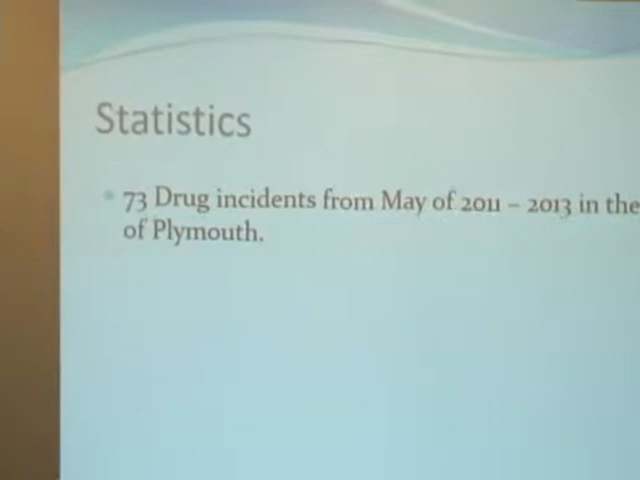 Statistics
73 Drug incidents from May of 2011 – 2013 in the
of Plymouth.